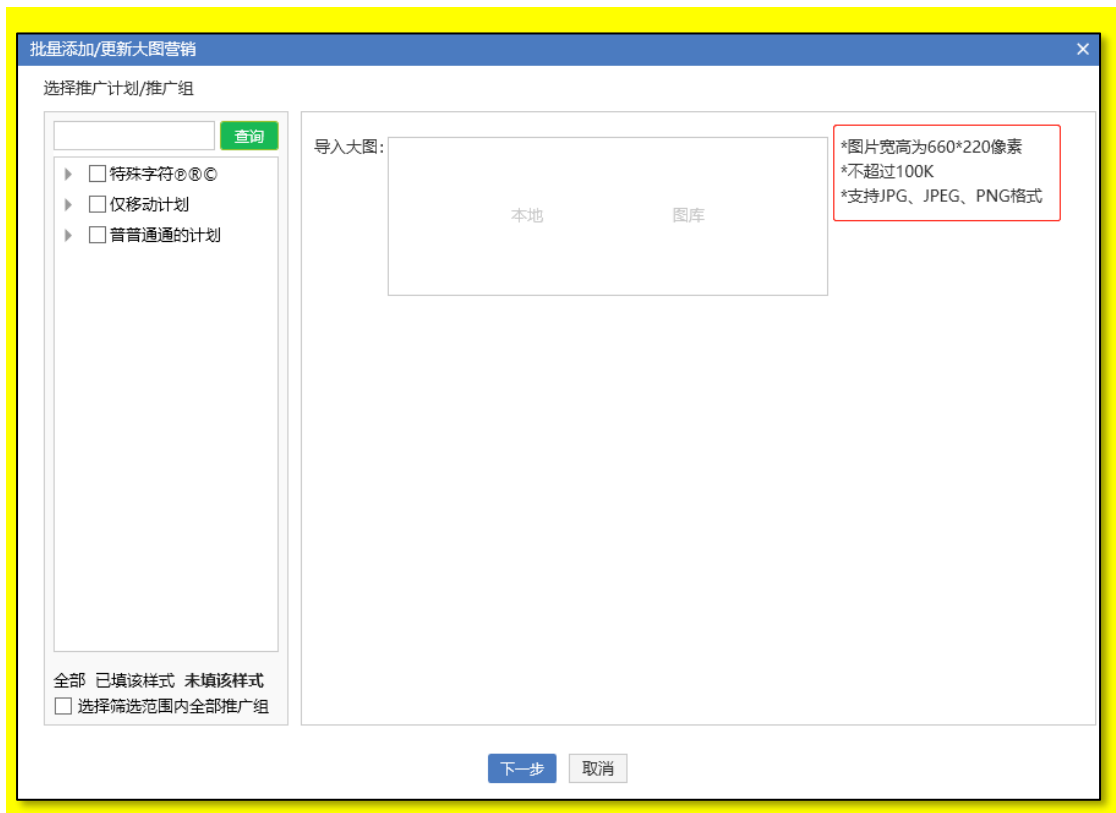 批量添加/更新大图营销
选择推广计划/推广组
查询
特殊字符℗®©
仅移动计划
普普通通的计划
全部 已填该样式 未填该样式
选择筛选范围内全部推广组
导入大图:
本地 图库
*图片宽高为660*220像素
*不超过100K
*支持JPG、JPEG、PNG格式
下一步 取消